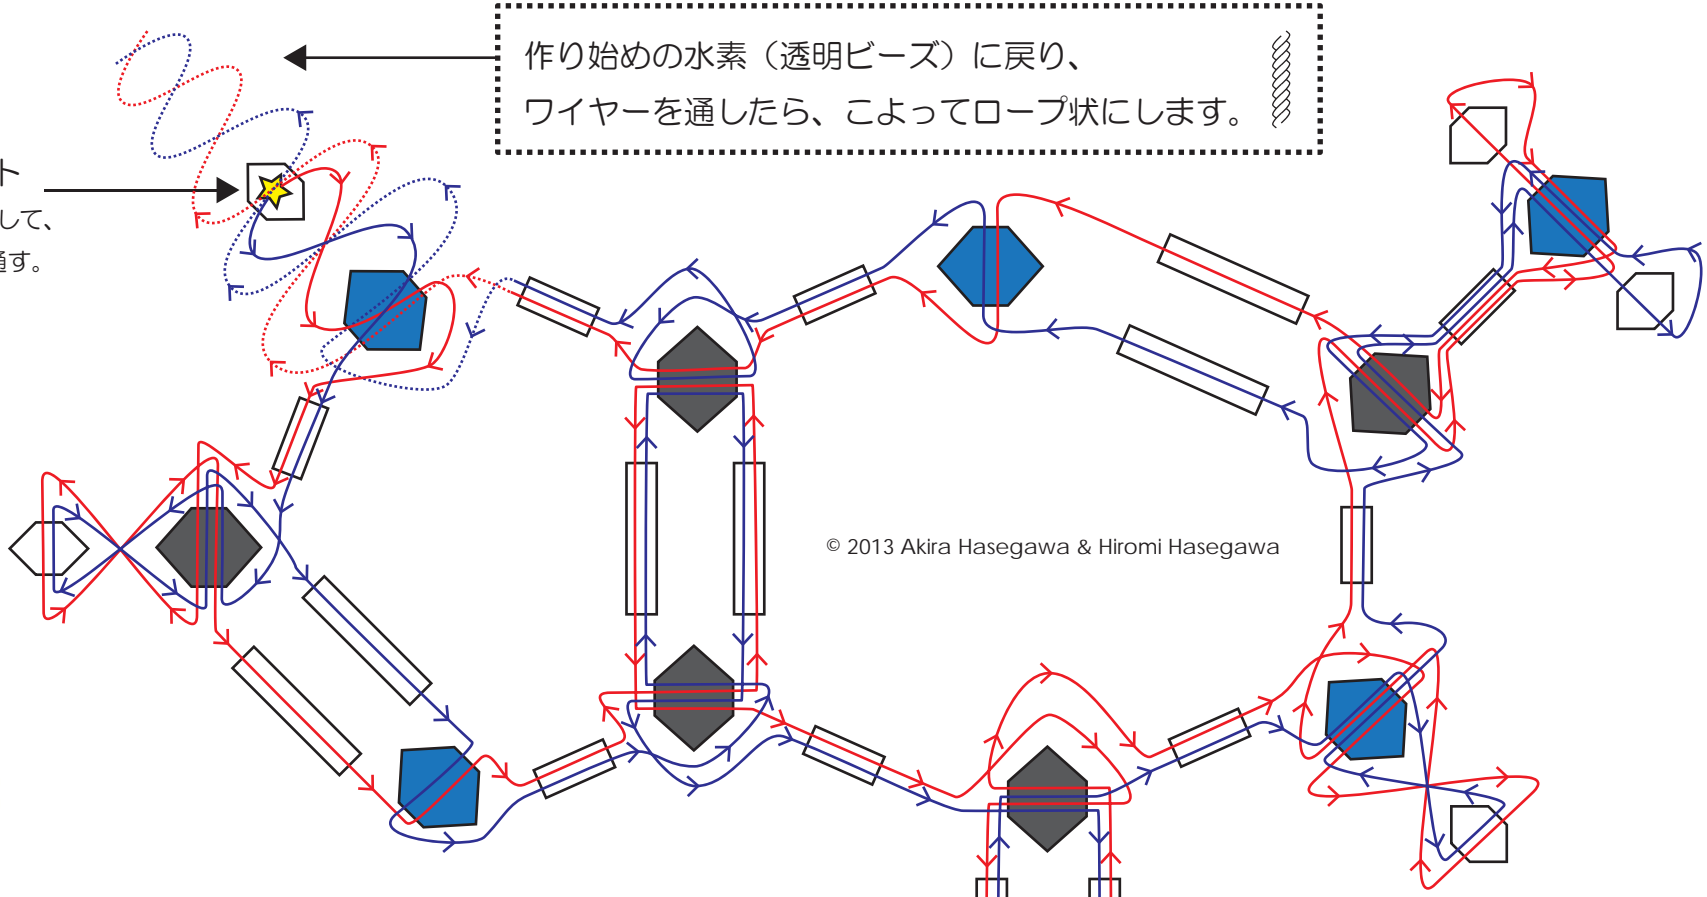 作り始めの水素（透明ビーズ）に戻り、
ワイヤーを通したら、こよってロープ状にします。
ト
して、
通す。
© 2013 Akira Hasegawa & Hiromi Hasegawa